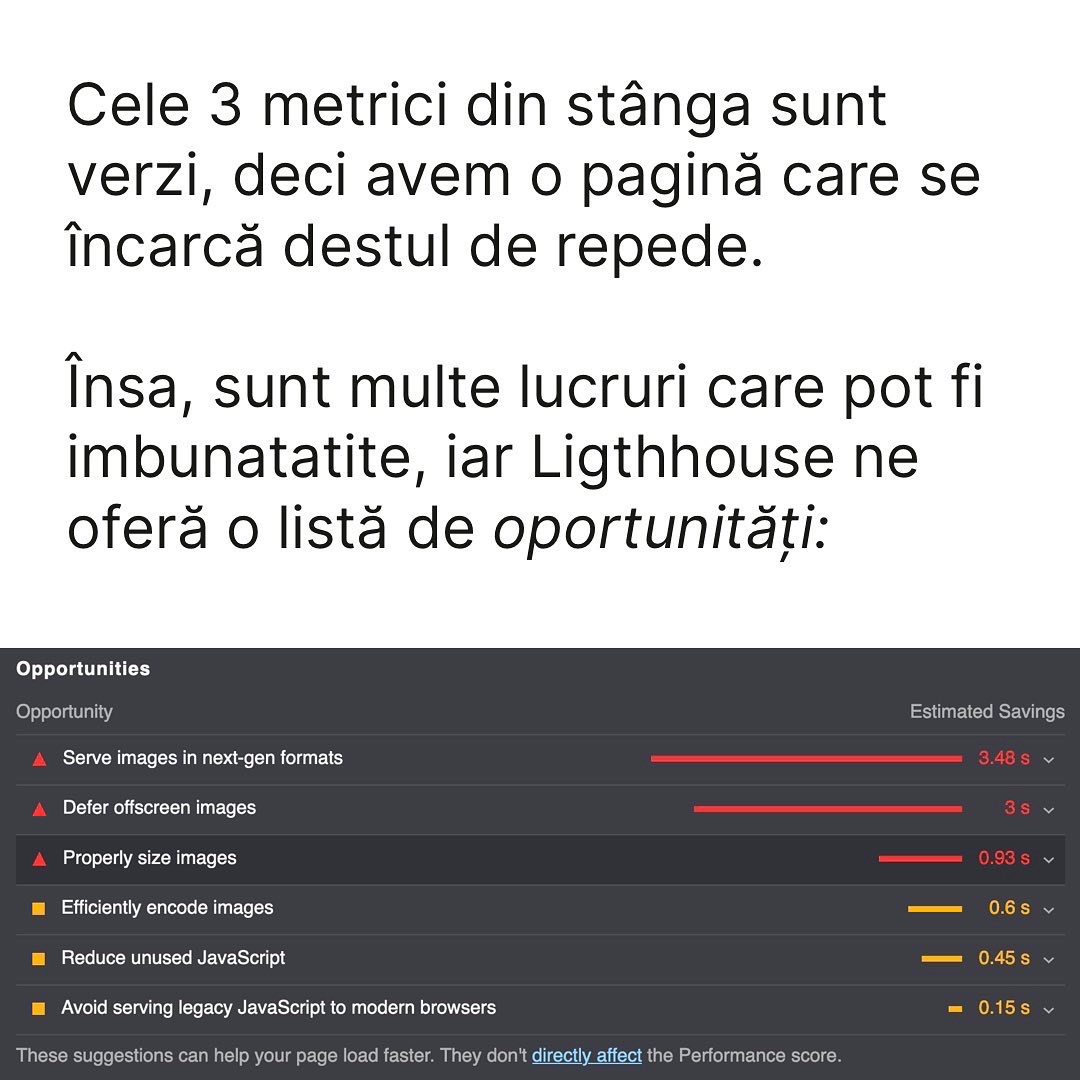 Cele 3 metrici din stânga sunt
verzi, deci avem o pagină care se
încarcă destul de repede.
Însa, sunt multe lucruri care pot fi
imbunatatite, iar Ligthhouse ne
oferă o listă de oportunități:
Opportunities
Opportunity Estimated Savings
Serve images in next-gen formats 3.48 s
Defer offscreen images 3 s
Properly size images 0.93 s
Efficiently encode images 0.6 s
Reduce unused JavaScript 0.45 s
Avoid serving legacy JavaScript to modern browsers 0.15 s
These suggestions can help your page load faster. They don't directly affect the Performance score.